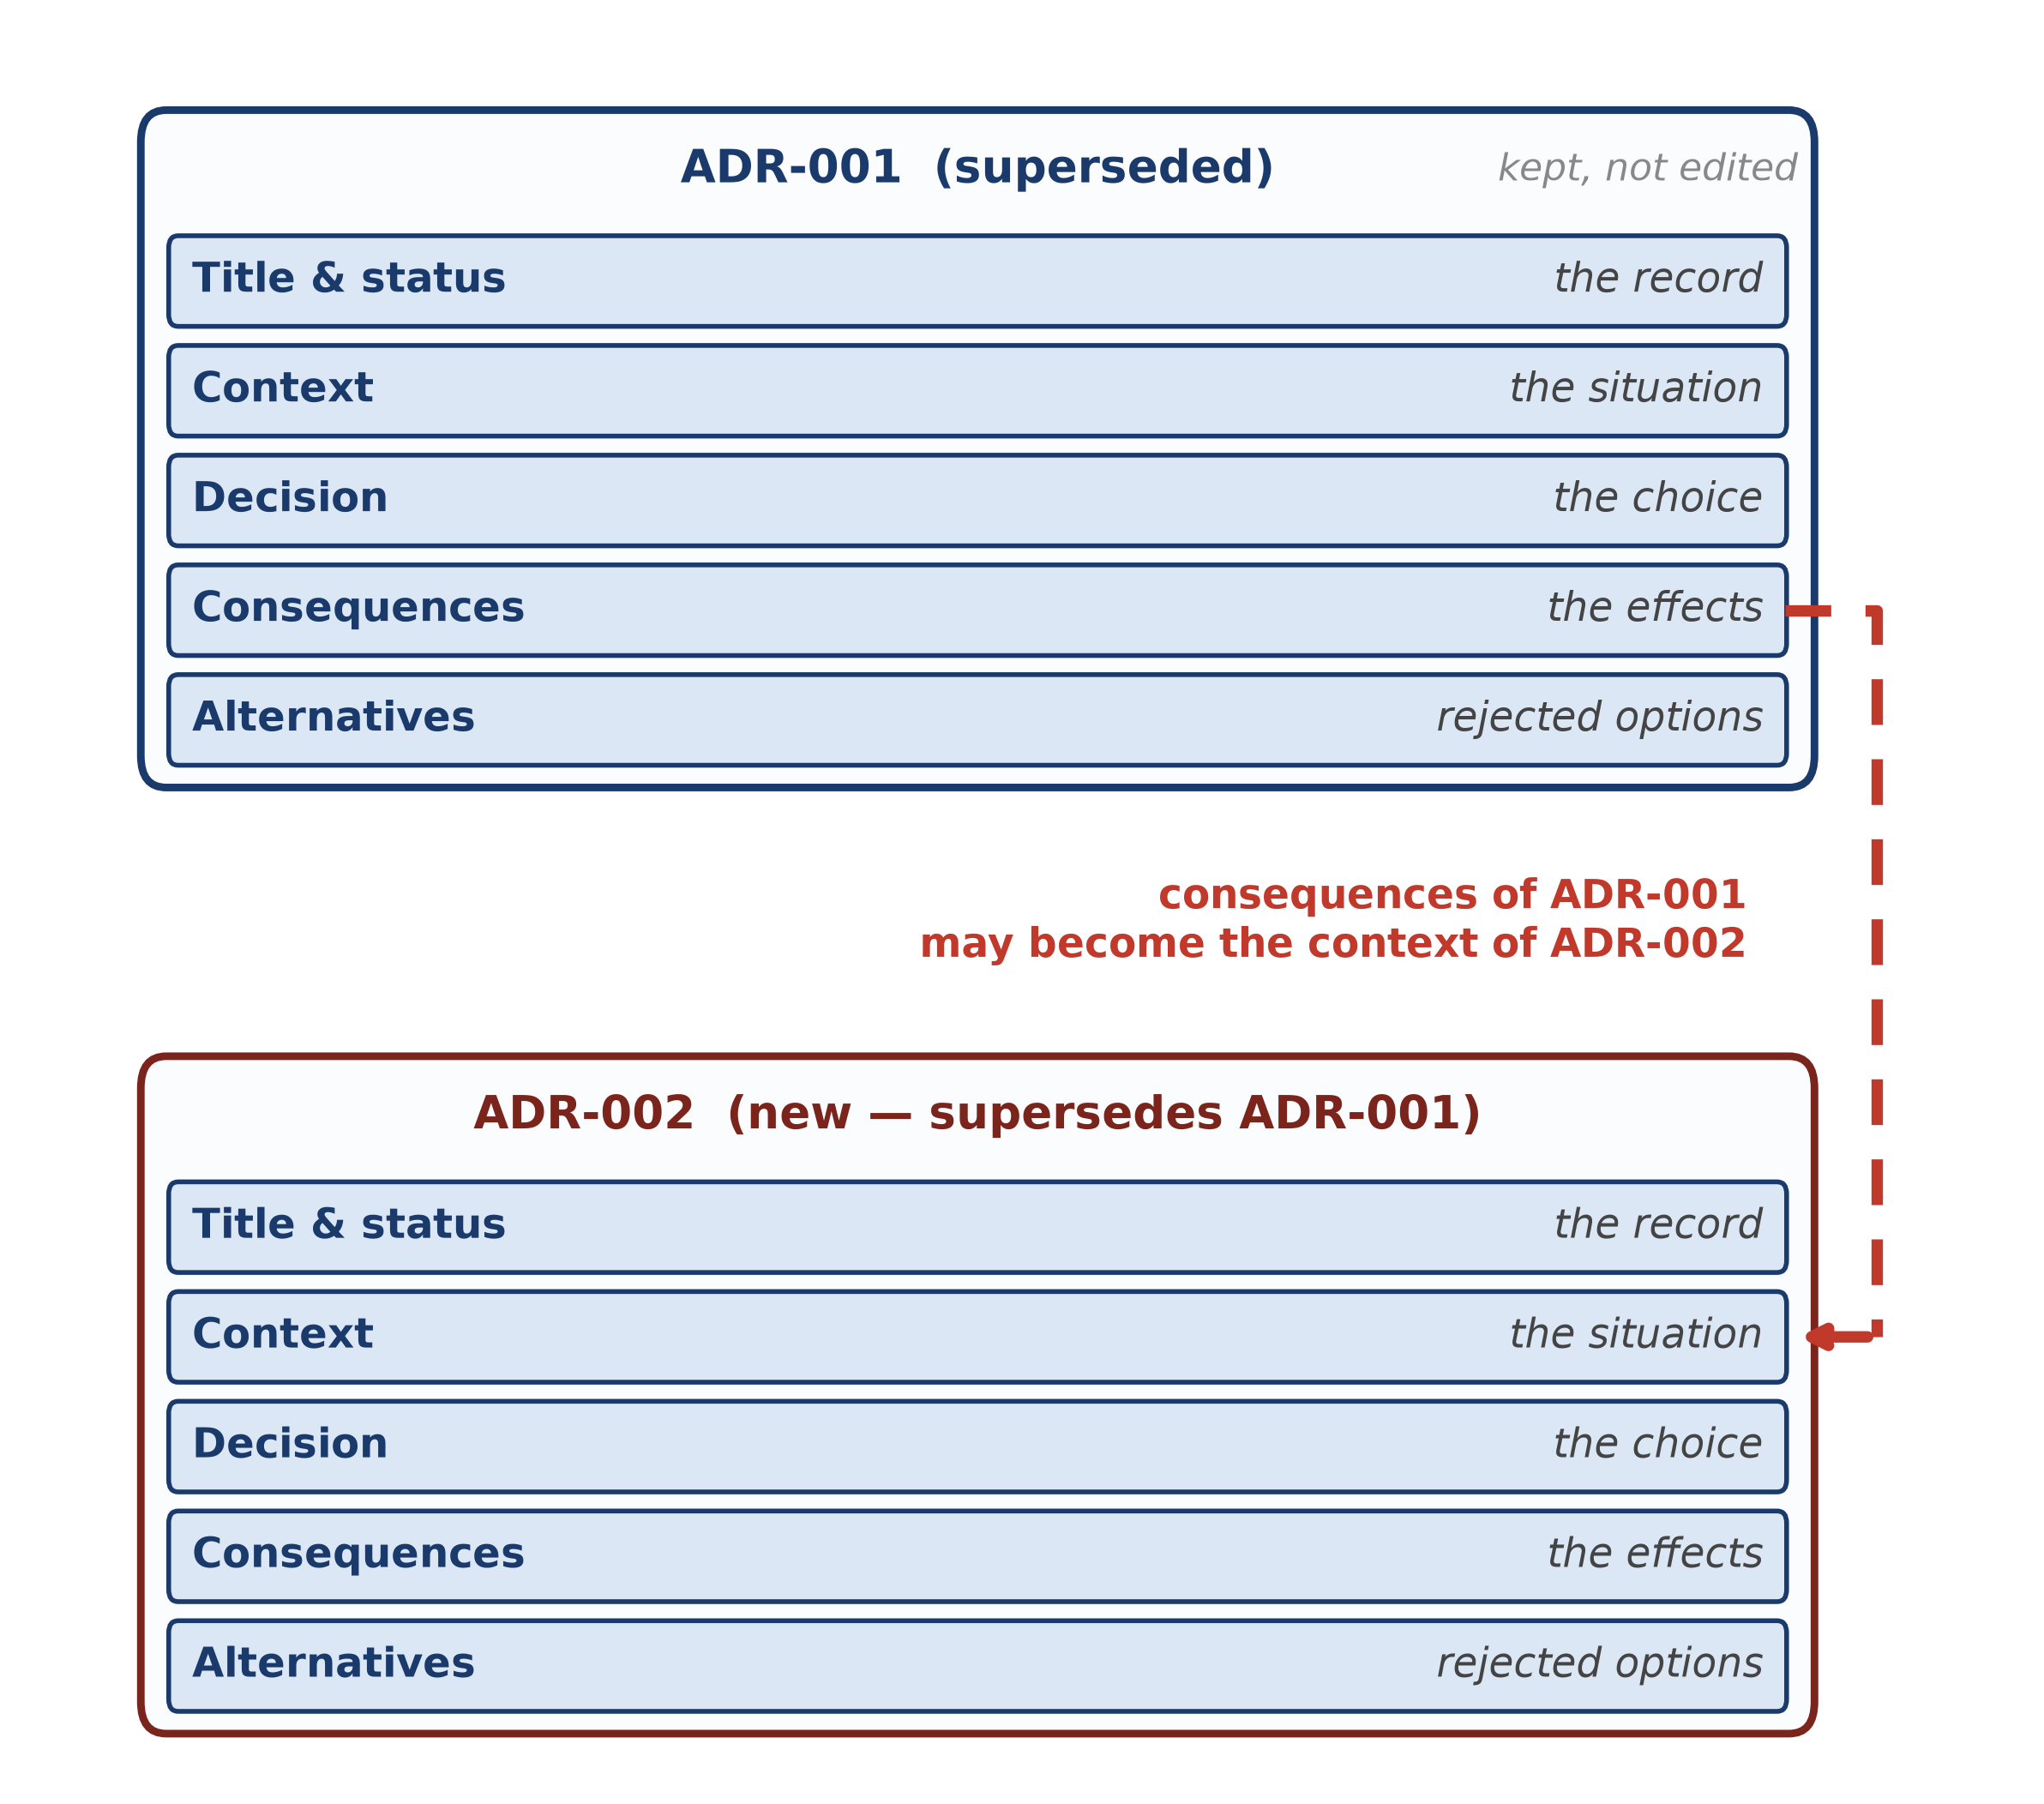 ADR-001 (superseded) kept, not edited
Title & status the record
Context the situation
Decision the choice
Consequences the effects
Alternatives rejected options
consequences of ADR-001
may become the context of ADR-002
ADR-002 (new — supersedes ADR-001)
Title & status the record
Context the situation
Decision the choice
Consequences the effects
Alternatives rejected options